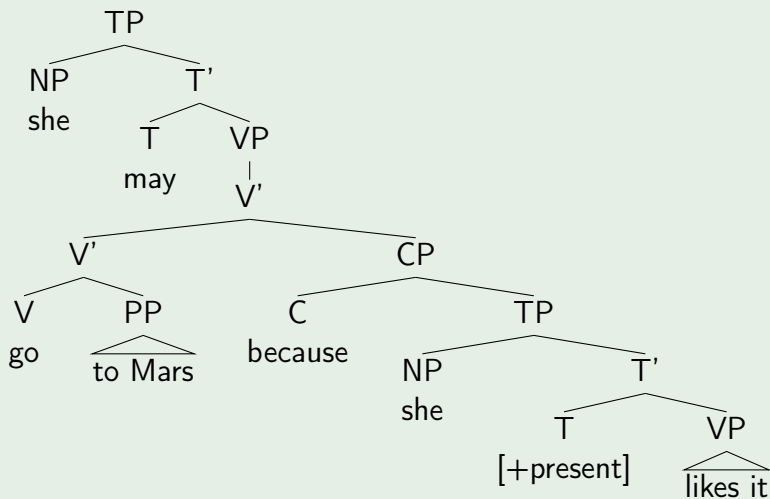 TP
NP T'
she
T VP
may
V'
V' CP
V PP C TP
go to Mars because
NP T'
she
T VP
[+present] likes it